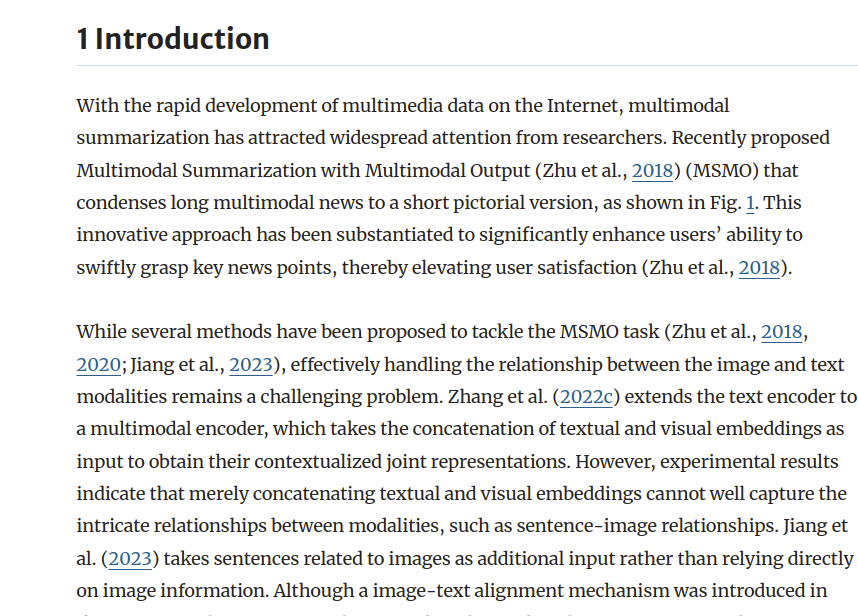 1 Introduction
With the rapid development of multimedia data on the Internet, multimodal
summarization has attracted widespread attention from researchers. Recently proposed
Multimodal Summarization with Multimodal Output (Zhu et al., 2018) (MSMO) that
condenses long multimodal news to a short pictorial version, as shown in Fig. 1. This
innovative approach has been substantiated to significantly enhance users’ ability to
swiftly grasp key news points, thereby elevating user satisfaction (Zhu et al., 2018).
While several methods have been proposed to tackle the MSMO task (Zhu et al., 2018,
2020; Jiang et al., 2023), effectively handling the relationship between the image and text
modalities remains a challenging problem. Zhang et al. (2022c) extends the text encoder to
a multimodal encoder, which takes the concatenation of textual and visual embeddings as
input to obtain their contextualized joint representations. However, experimental results
indicate that merely concatenating textual and visual embeddings cannot well capture the
intricate relationships between modalities, such as sentence-image relationships. Jiang et
al. (2023) takes sentences related to images as additional input rather than relying directly
on image information. Although a image-text alignment mechanism was introduced in